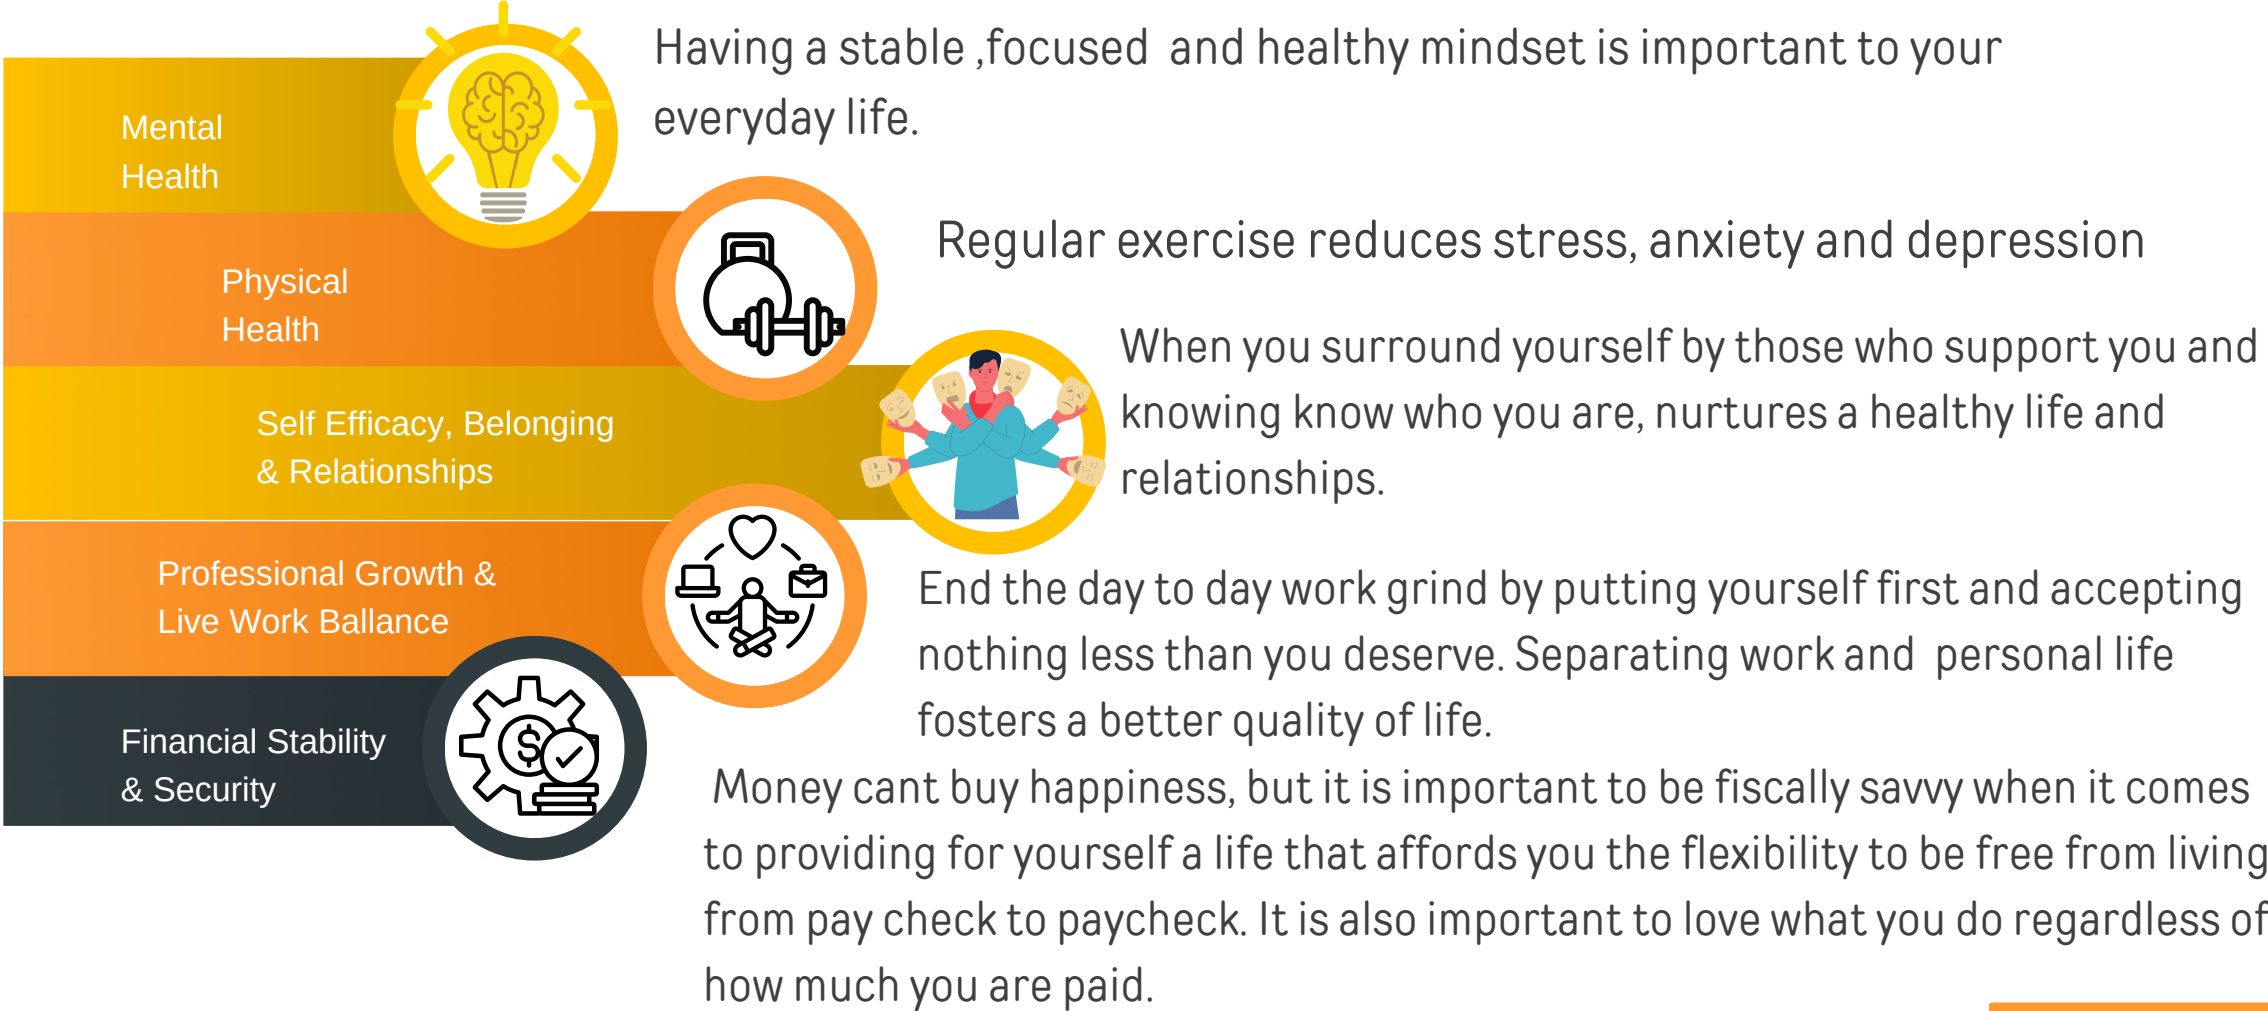 Mental
Health
Having a stable ,focused  and healthy mindset is important to your
everyday life.
Physical
Health
Regular exercise reduces stress, anxiety and depression
Self Efficacy, Belonging
& Relationships
When you surround yourself by those who support you and
knowing know who you are, nurtures a healthy life and
relationships.
Professional Growth &
Live Work Ballance
End the day to day work grind by putting yourself first and accepting
nothing less than you deserve. Separating work and  personal life
fosters a better quality of life.
Financial Stability
& Security
Money cant buy happiness, but it is important to be fiscally savvy when it comes
to providing for yourself a life that affords you the flexibility to be free from living
from pay check to paycheck. It is also important to love what you do regardless of
how much you are paid.